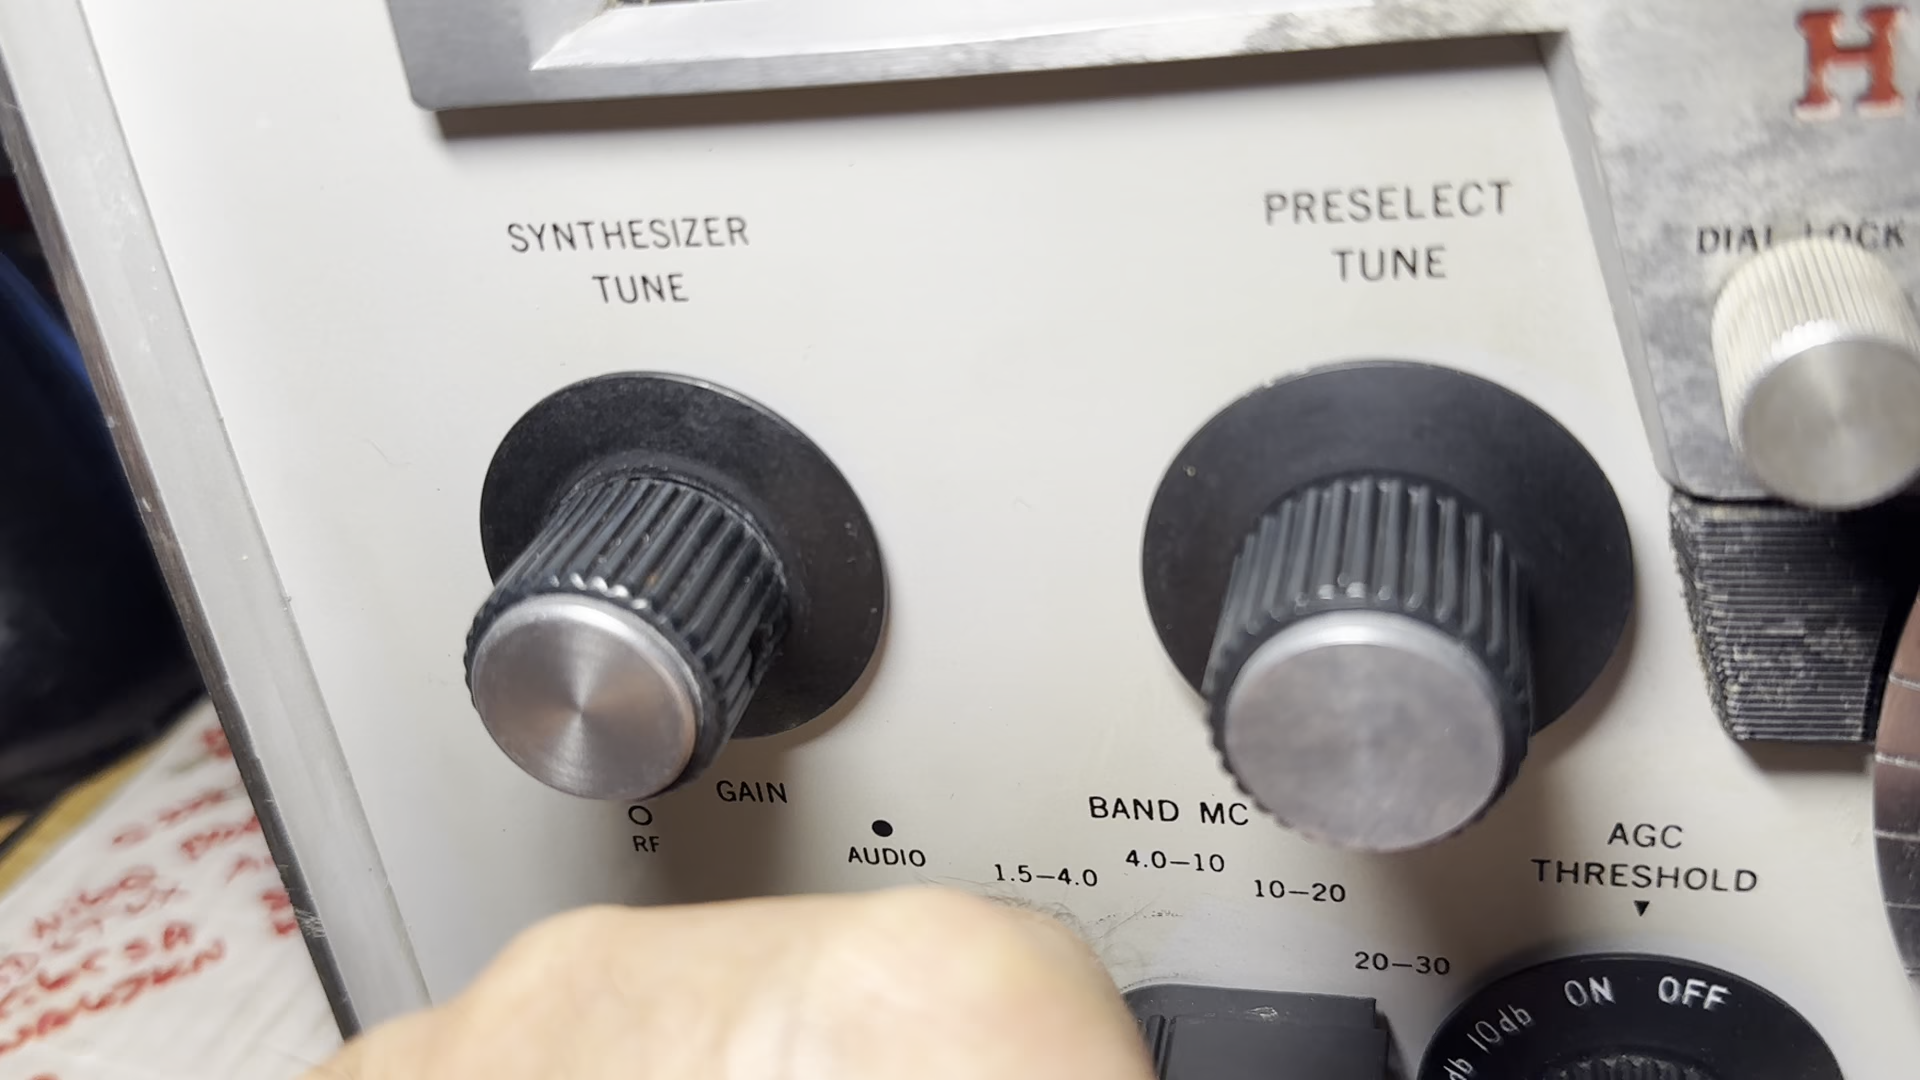 H
SYNTHESIZER
TUNE
PRESELECT
TUNE
DIAL LOCK
GAIN
RF
AUDIO
BAND MC
1.5–4.0
4.0–10
10–20
20–30
AGC
THRESHOLD
10db ON OFF